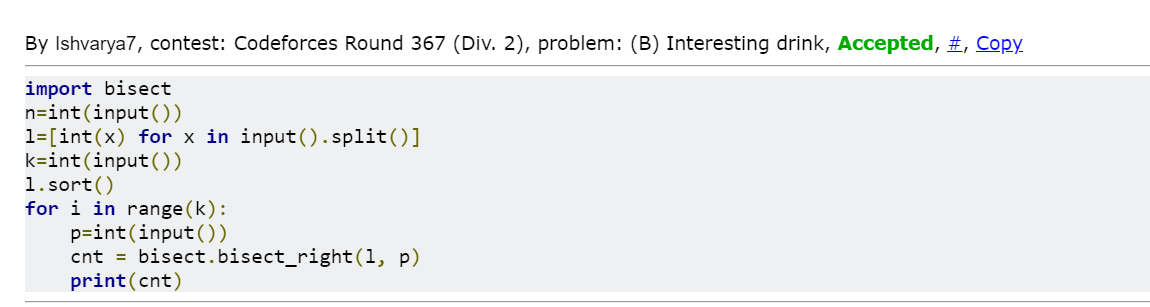 By Ishvarya7, contest: Codeforces Round 367 (Div. 2), problem: (B) Interesting drink, Accepted, #, Copy
import bisect
n=int(input())
l=[int(x) for x in input().split()]
k=int(input())
l.sort()
for i in range(k):
    p=int(input())
    cnt = bisect.bisect_right(l, p)
    print(cnt)